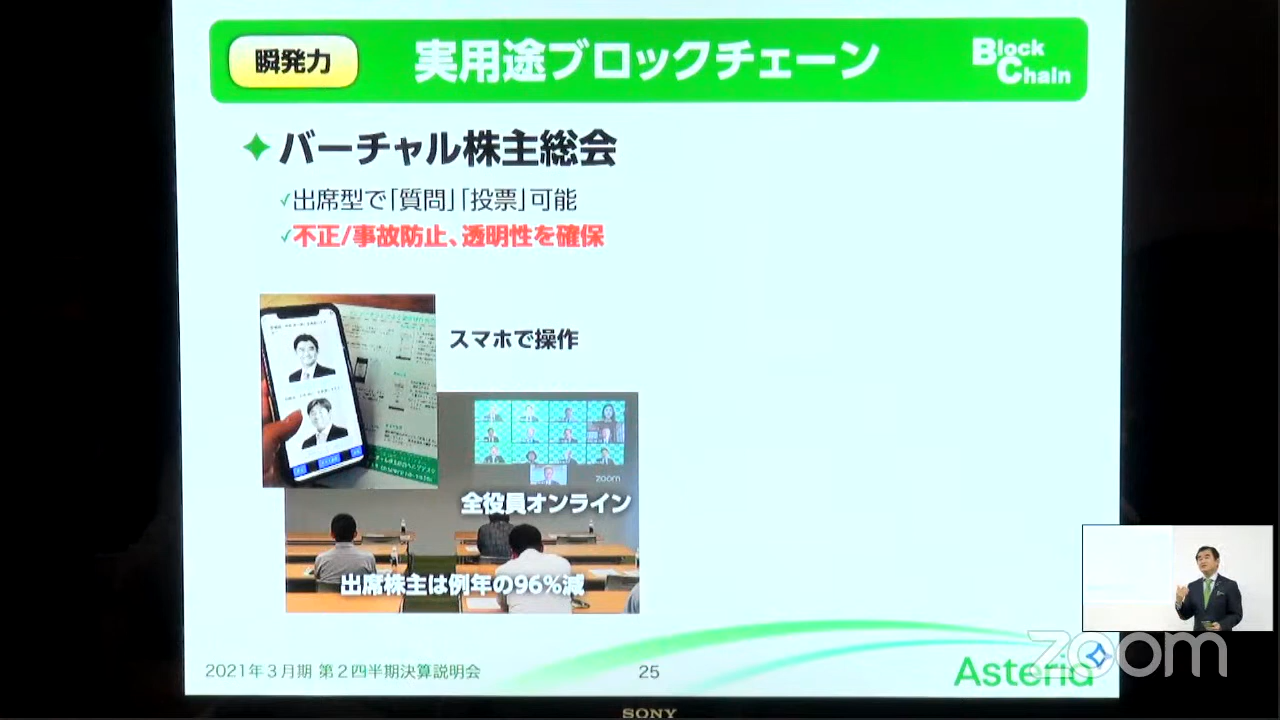 瞬発力
実用途ブロックチェーン
Block
Chain
バーチャル株主総会
✓出席型で「質問」「投票」可能
✓不正/事故防止、透明性を確保
スマホで操作
zoom
全役員オンライン
出席株主は例年の96%減
2021年3月期 第2四半期決算説明会
25
Asteria
zoom
SONY